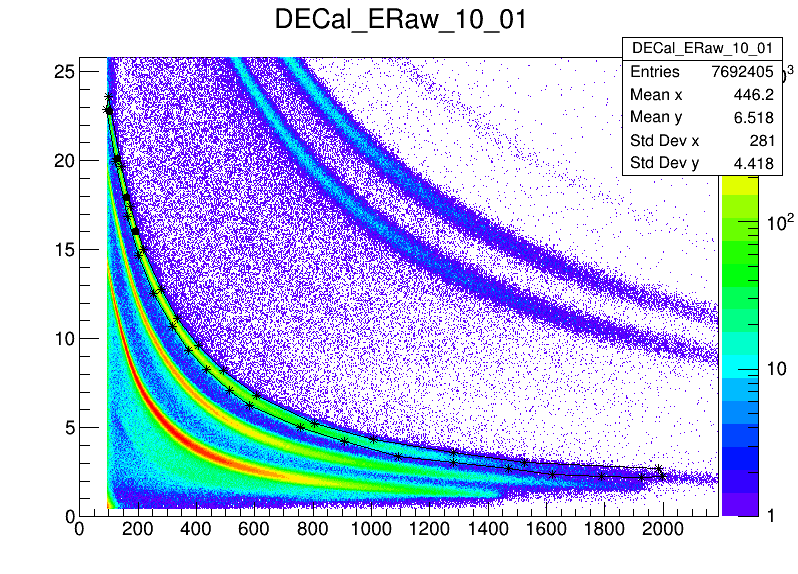 DECal_ERaw_10_01
DECal_ERaw_10_01
Entries 7692405
Mean x 446.2
Mean y 6.518
Std Dev x 281
Std Dev y 4.418
25
20
15
10
5
0
0 200 400 600 800 1000 1200 1400 1600 1800 2000
3
10²
10
1